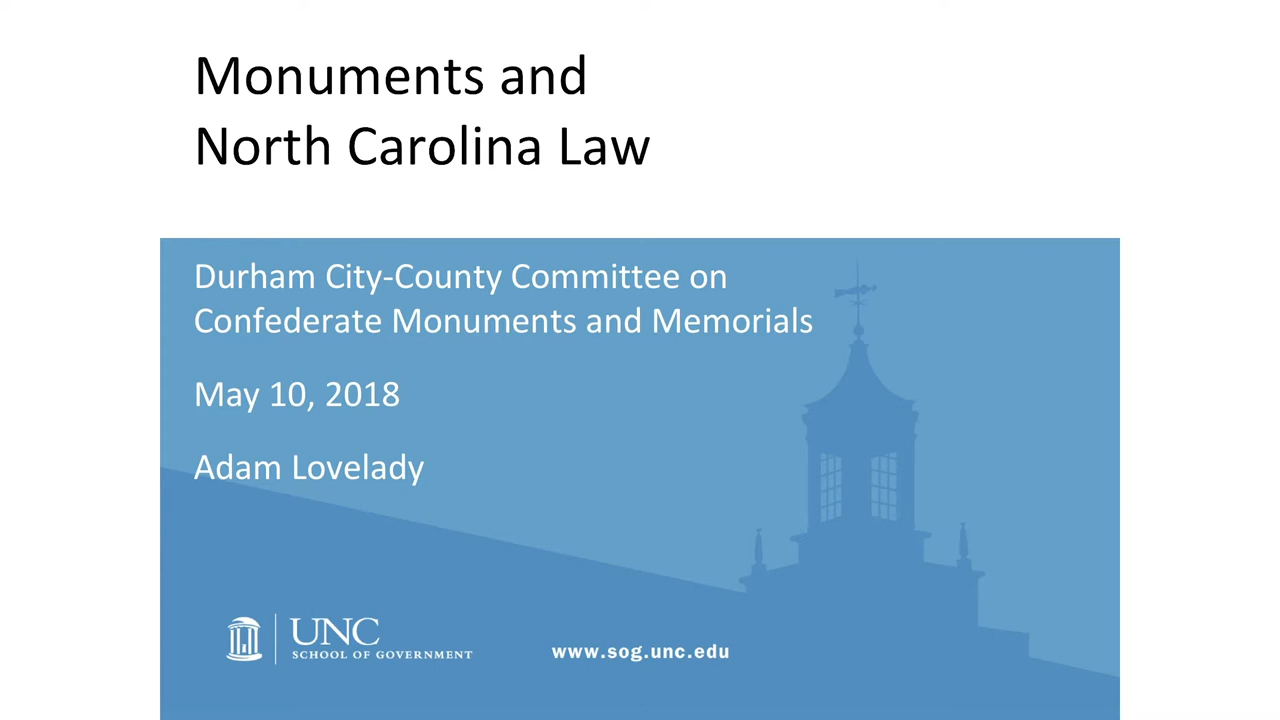 Monuments and
North Carolina Law
Durham City-County Committee on
Confederate Monuments and Memorials
May 10, 2018
Adam Lovelady
UNC
SCHOOL OF GOVERNMENT
www.sog.unc.edu